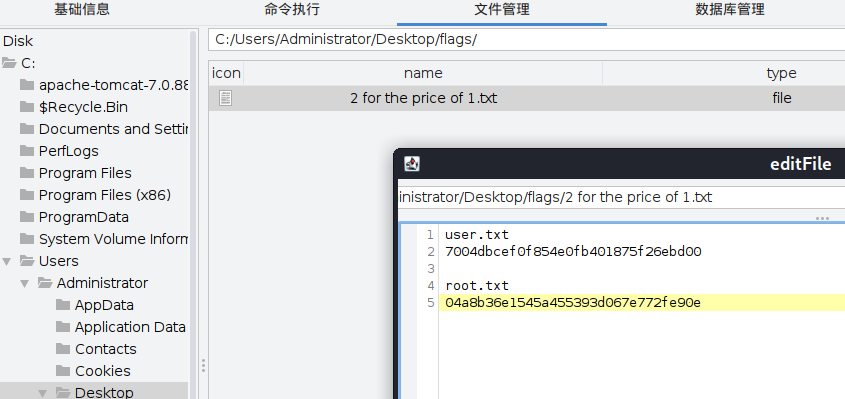 基础信息 命令执行 文件管理 数据库管理
Disk
C:
apache-tomcat-7.0.88
$Recycle.Bin
Documents and Settin
PerfLogs
Program Files
Program Files (x86)
ProgramData
System Volume Inform
Users
Administrator
AppData
Application Data
Contacts
Cookies
Desktop
C:/Users/Administrator/Desktop/flags/
icon name type
2 for the price of 1.txt file
editFile
inistrator/Desktop/flags/2 for the price of 1.txt
1 user.txt
2 7004dbcef0f854e0fb401875f26ebd00
3
4 root.txt
5 04a8b36e1545a455393d067e772fe90e